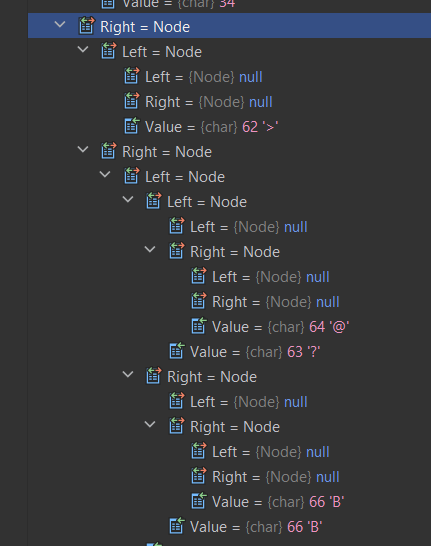 Value = {char} 34
Right = Node
Left = Node
Left = {Node} null
Right = {Node} null
Value = {char} 62 '>'
Right = Node
Left = Node
Left = Node
Left = {Node} null
Right = Node
Left = {Node} null
Right = {Node} null
Value = {char} 64 '@'
Value = {char} 63 '?'
Right = Node
Left = {Node} null
Right = Node
Left = {Node} null
Right = {Node} null
Value = {char} 66 'B'
Value = {char} 66 'B'